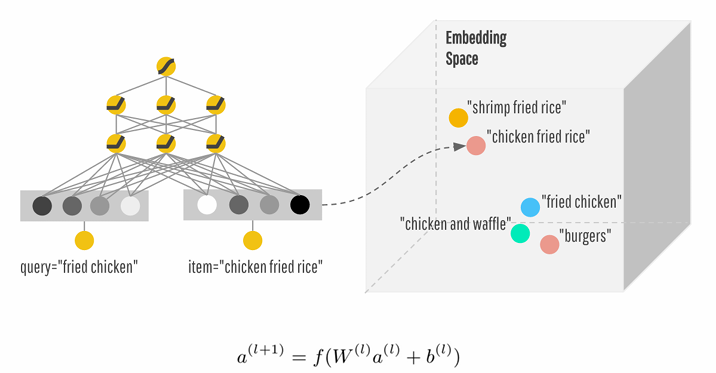 Embedding
Space
"shrimp fried rice"
"chicken fried rice"
"fried chicken"
"chicken and waffle"
"burgers"
query="fried chicken"
item="chicken fried rice"
a^{(l+1)} = f(W^{(l)}a^{(l)} + b^{(l)})